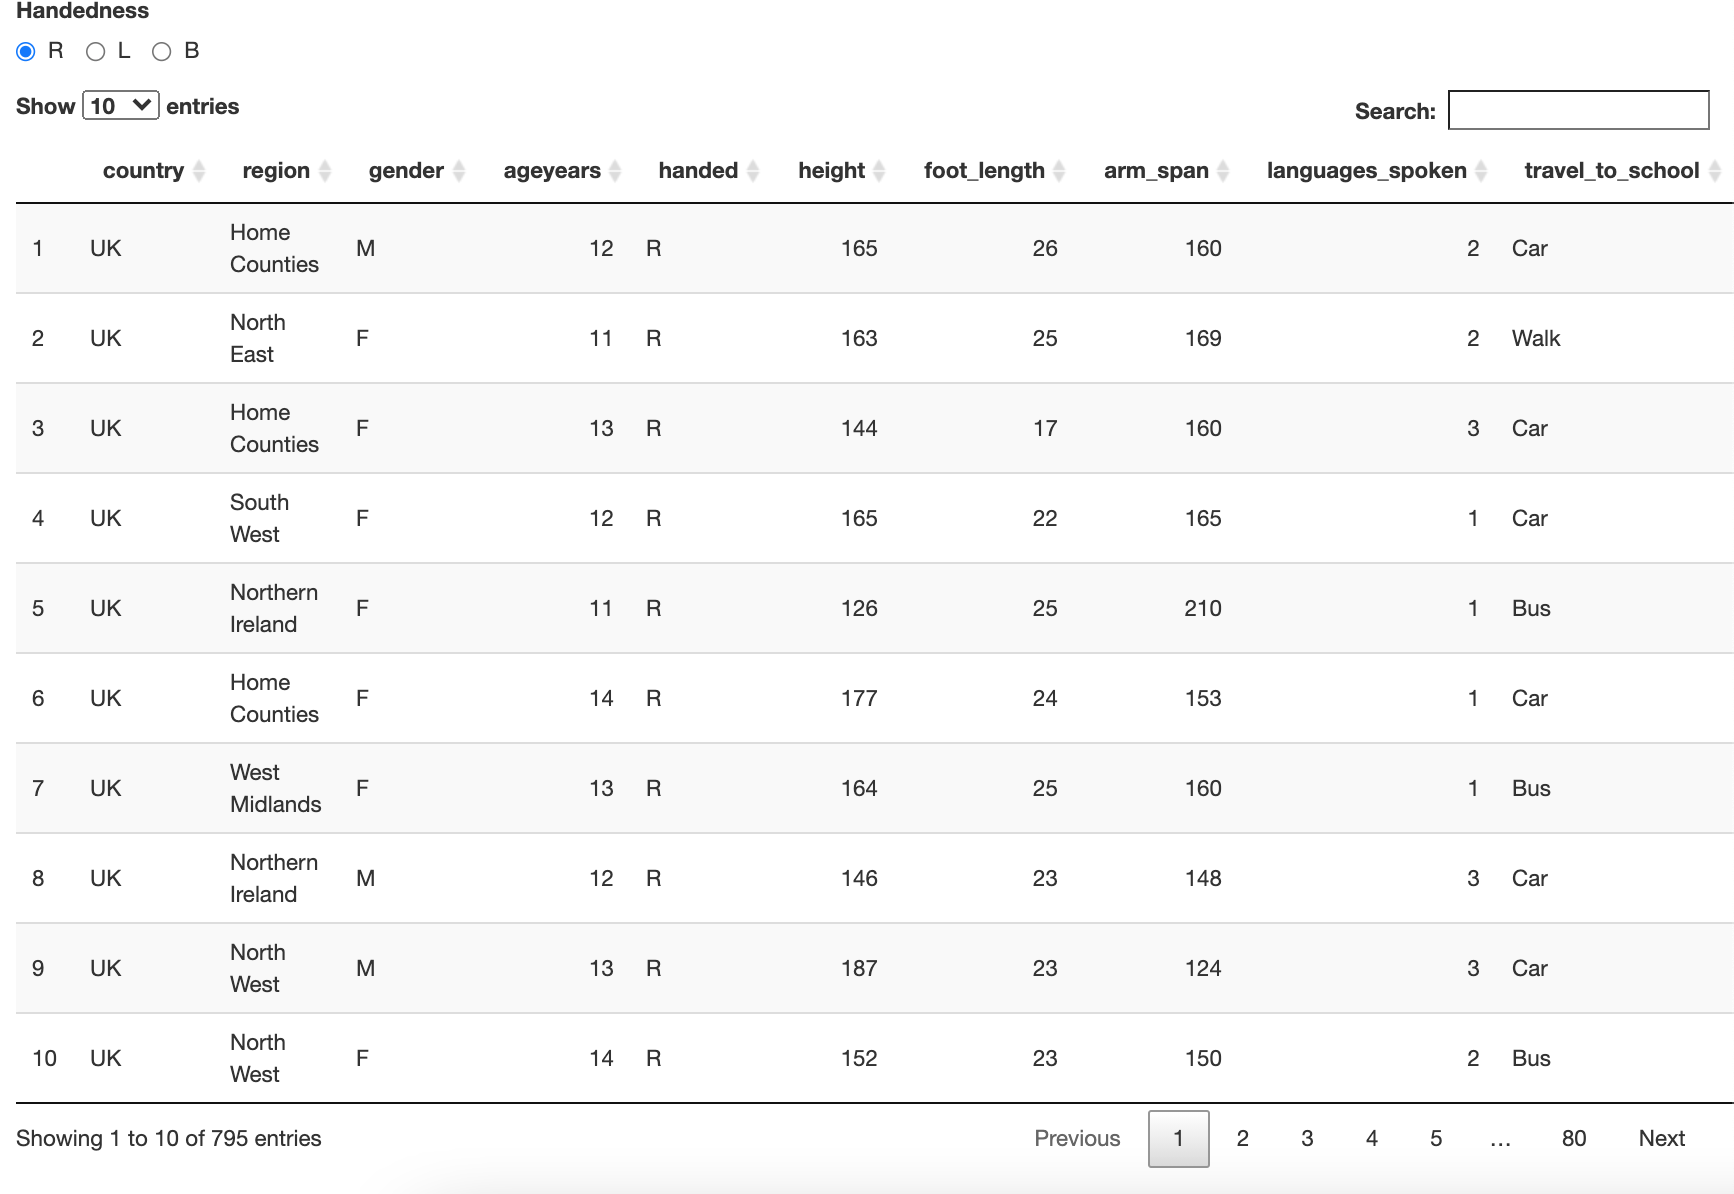 Handedness
R L B
Show 10 entries
Search:
country region gender ageyears handed height foot_length arm_span languages_spoken travel_to_school
1 UK Home Counties M 12 R 165 26 160 2 Car
2 UK North East F 11 R 163 25 169 2 Walk
3 UK Home Counties F 13 R 144 17 160 3 Car
4 UK South West F 12 R 165 22 165 1 Car
5 UK Northern Ireland F 11 R 126 25 210 1 Bus
6 UK Home Counties F 14 R 177 24 153 1 Car
7 UK West Midlands F 13 R 164 25 160 1 Bus
8 UK Northern Ireland M 12 R 146 23 148 3 Car
9 UK North West M 13 R 187 23 124 3 Car
10 UK North West F 14 R 152 23 150 2 Bus
Showing 1 to 10 of 795 entries
Previous 1 2 3 4 5 … 80 Next